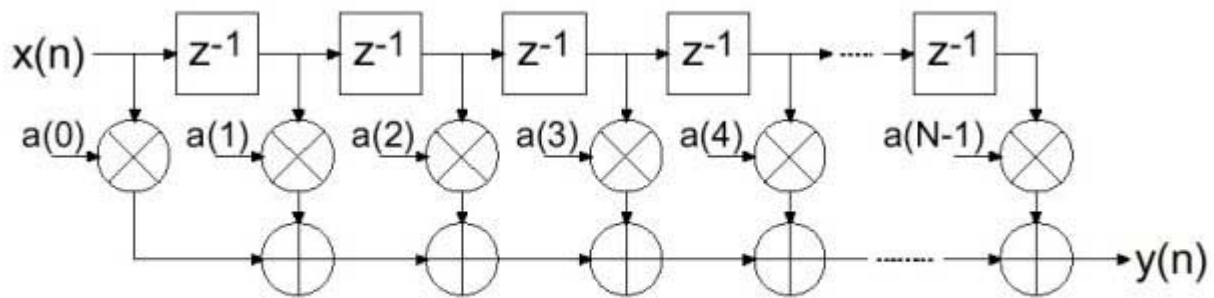 x(n) z-1 z-1 z-1 z-1 ..... z-1
a(0) a(1) a(2) a(3) a(4) a(N-1)
........ y(n)